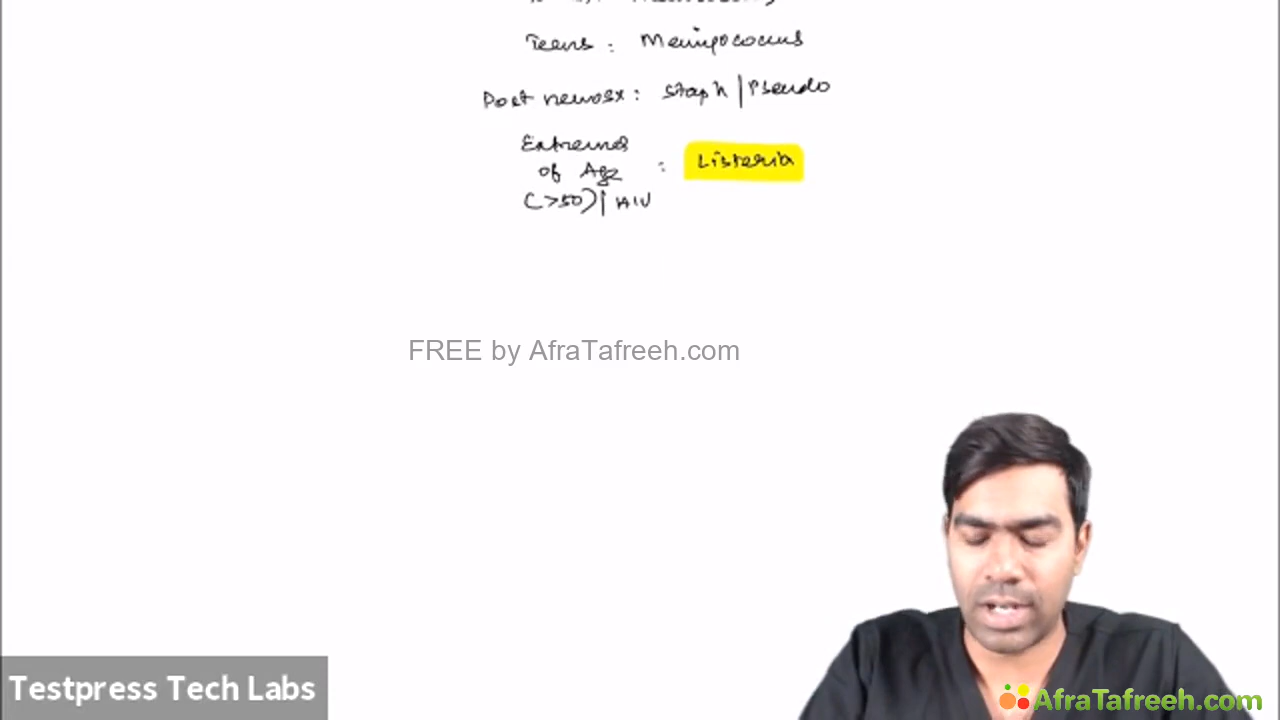 Teens : Meningococcus
Post neurosx : Staph | Pseudo
Extremes
of Age : Listeria
(>50) | HIV
FREE by AfraTafreeh.com
Testpress Tech Labs
AfraTafreeh.com